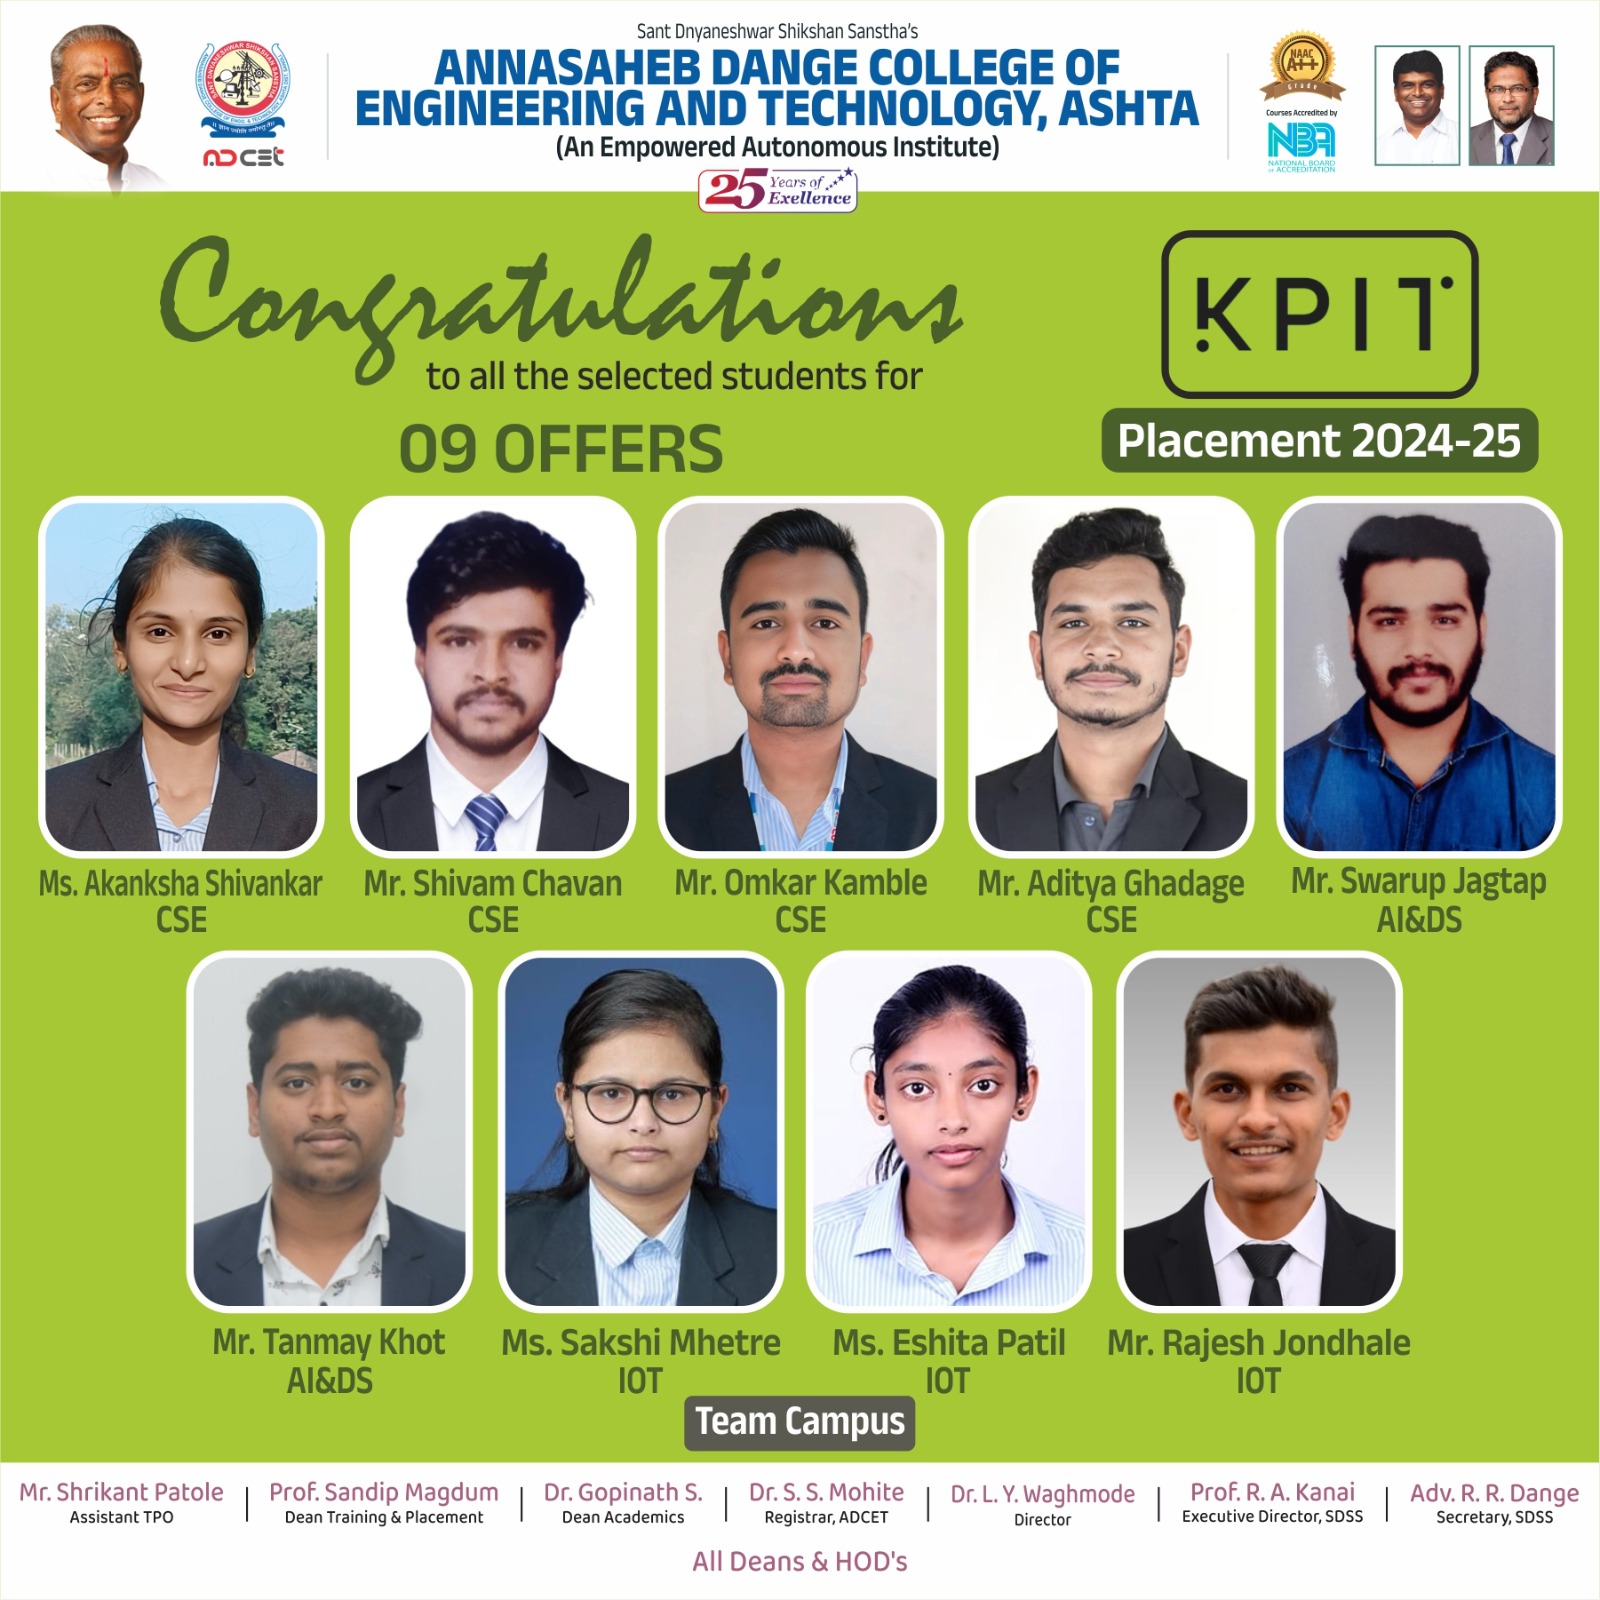 Sant Dnyaneshwar Shikshan Sanstha's
ANNASAHEB DANGE COLLEGE OF
ENGINEERING AND TECHNOLOGY, ASHTA
(An Empowered Autonomous Institute)
ADCET
NAAC
A++
Grade
Courses Accredited by
NBA
NATIONAL BOARD
OF ACCREDITATION
25 Years of
Exellence
Congratulations
to all the selected students for
09 OFFERS
KPIT
Placement 2024-25
Ms. Akanksha Shivankar
CSE
Mr. Shivam Chavan
CSE
Mr. Omkar Kamble
CSE
Mr. Aditya Ghadage
CSE
Mr. Swarup Jagtap
AI&DS
Mr. Tanmay Khot
AI&DS
Ms. Sakshi Mhetre
IOT
Ms. Eshita Patil
IOT
Mr. Rajesh Jondhale
IOT
Team Campus
Mr. Shrikant Patole
Assistant TPO
Prof. Sandip Magdum
Dean Training & Placement
Dr. Gopinath S.
Dean Academics
Dr. S. S. Mohite
Registrar, ADCET
Dr. L. Y. Waghmode
Director
Prof. R. A. Kanai
Executive Director, SDSS
Adv. R. R. Dange
Secretary, SDSS
All Deans & HOD's